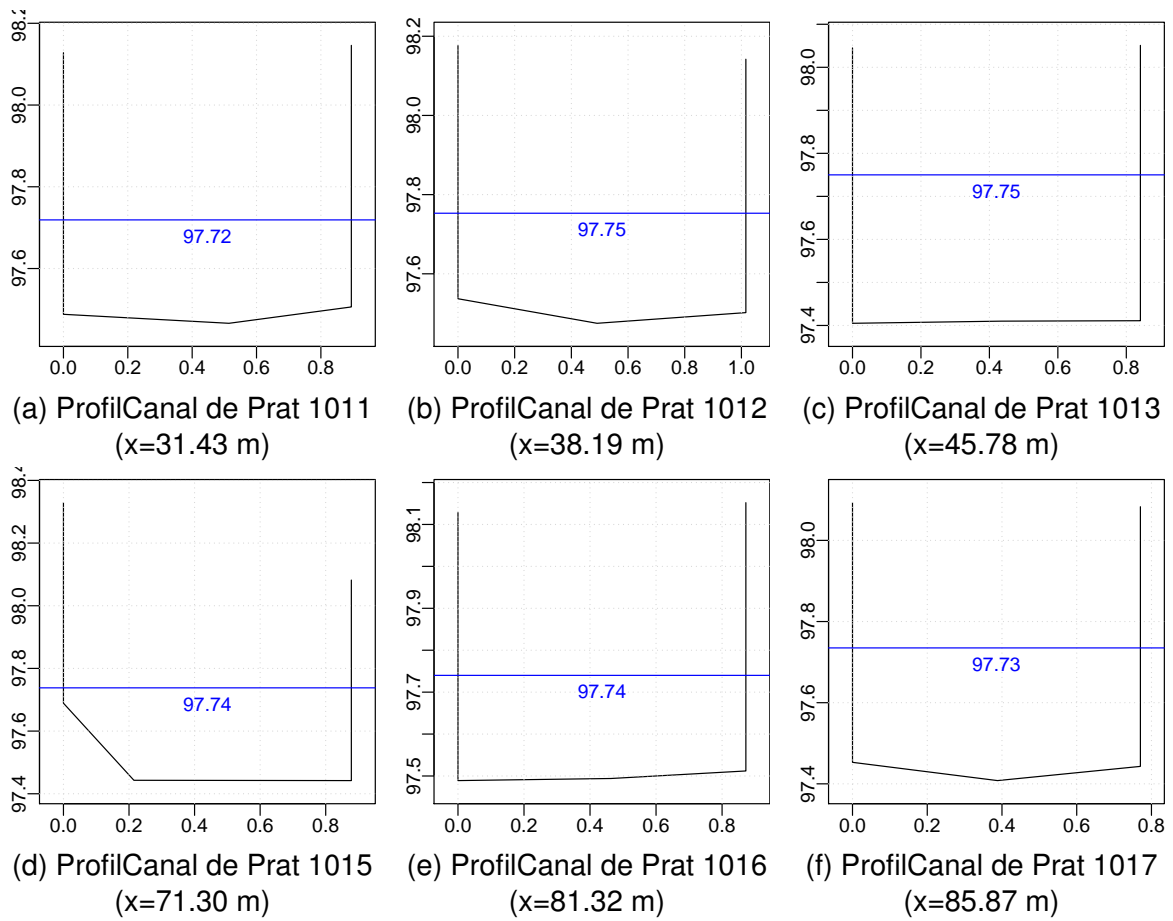 98.2
98.0
97.8
97.6
97.72
0.0 0.2 0.4 0.6 0.8
(a) ProfilCanal de Prat 1011
(x=31.43 m)
98.2
98.0
97.8
97.6
97.75
0.0 0.2 0.4 0.6 0.8 1.0
(b) ProfilCanal de Prat 1012
(x=38.19 m)
98.0
97.8
97.6
97.4
97.75
0.0 0.2 0.4 0.6 0.8
(c) ProfilCanal de Prat 1013
(x=45.78 m)
98.4
98.2
98.0
97.8
97.6
97.4
97.74
0.0 0.2 0.4 0.6 0.8
(d) ProfilCanal de Prat 1015
(x=71.30 m)
98.1
97.9
97.7
97.5
97.74
0.0 0.2 0.4 0.6 0.8
(e) ProfilCanal de Prat 1016
(x=81.32 m)
98.0
97.8
97.6
97.4
97.73
0.0 0.2 0.4 0.6 0.8
(f) ProfilCanal de Prat 1017
(x=85.87 m)